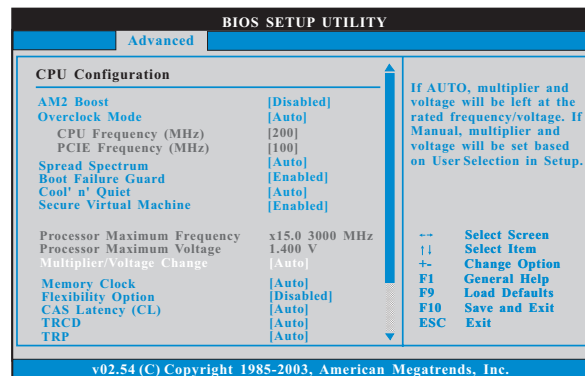 BIOS SETUP UTILITY
Advanced
CPU Configuration
AM2 Boost [Disabled]
Overclock Mode [Auto]
CPU Frequency (MHz) [200]
PCIE Frequency (MHz) [100]
Spread Spectrum [Auto]
Boot Failure Guard [Enabled]
Cool' n' Quiet [Auto]
Secure Virtual Machine [Enabled]
Processor Maximum Frequency x15.0 3000 MHz
Processor Maximum Voltage 1.400 V
Multiplier/Voltage Change [Auto]
Memory Clock [Auto]
Flexibility Option [Disabled]
CAS Latency (CL) [Auto]
TRCD [Auto]
TRP [Auto]
If AUTO, multiplier and
voltage will be left at the
rated frequency/voltage. If
Manual, multiplier and
voltage will be set based
on User Selection in Setup.
←→ Select Screen
↑↓ Select Item
+- Change Option
F1 General Help
F9 Load Defaults
F10 Save and Exit
ESC Exit
v02.54 (C) Copyright 1985-2003, American Megatrends, Inc.